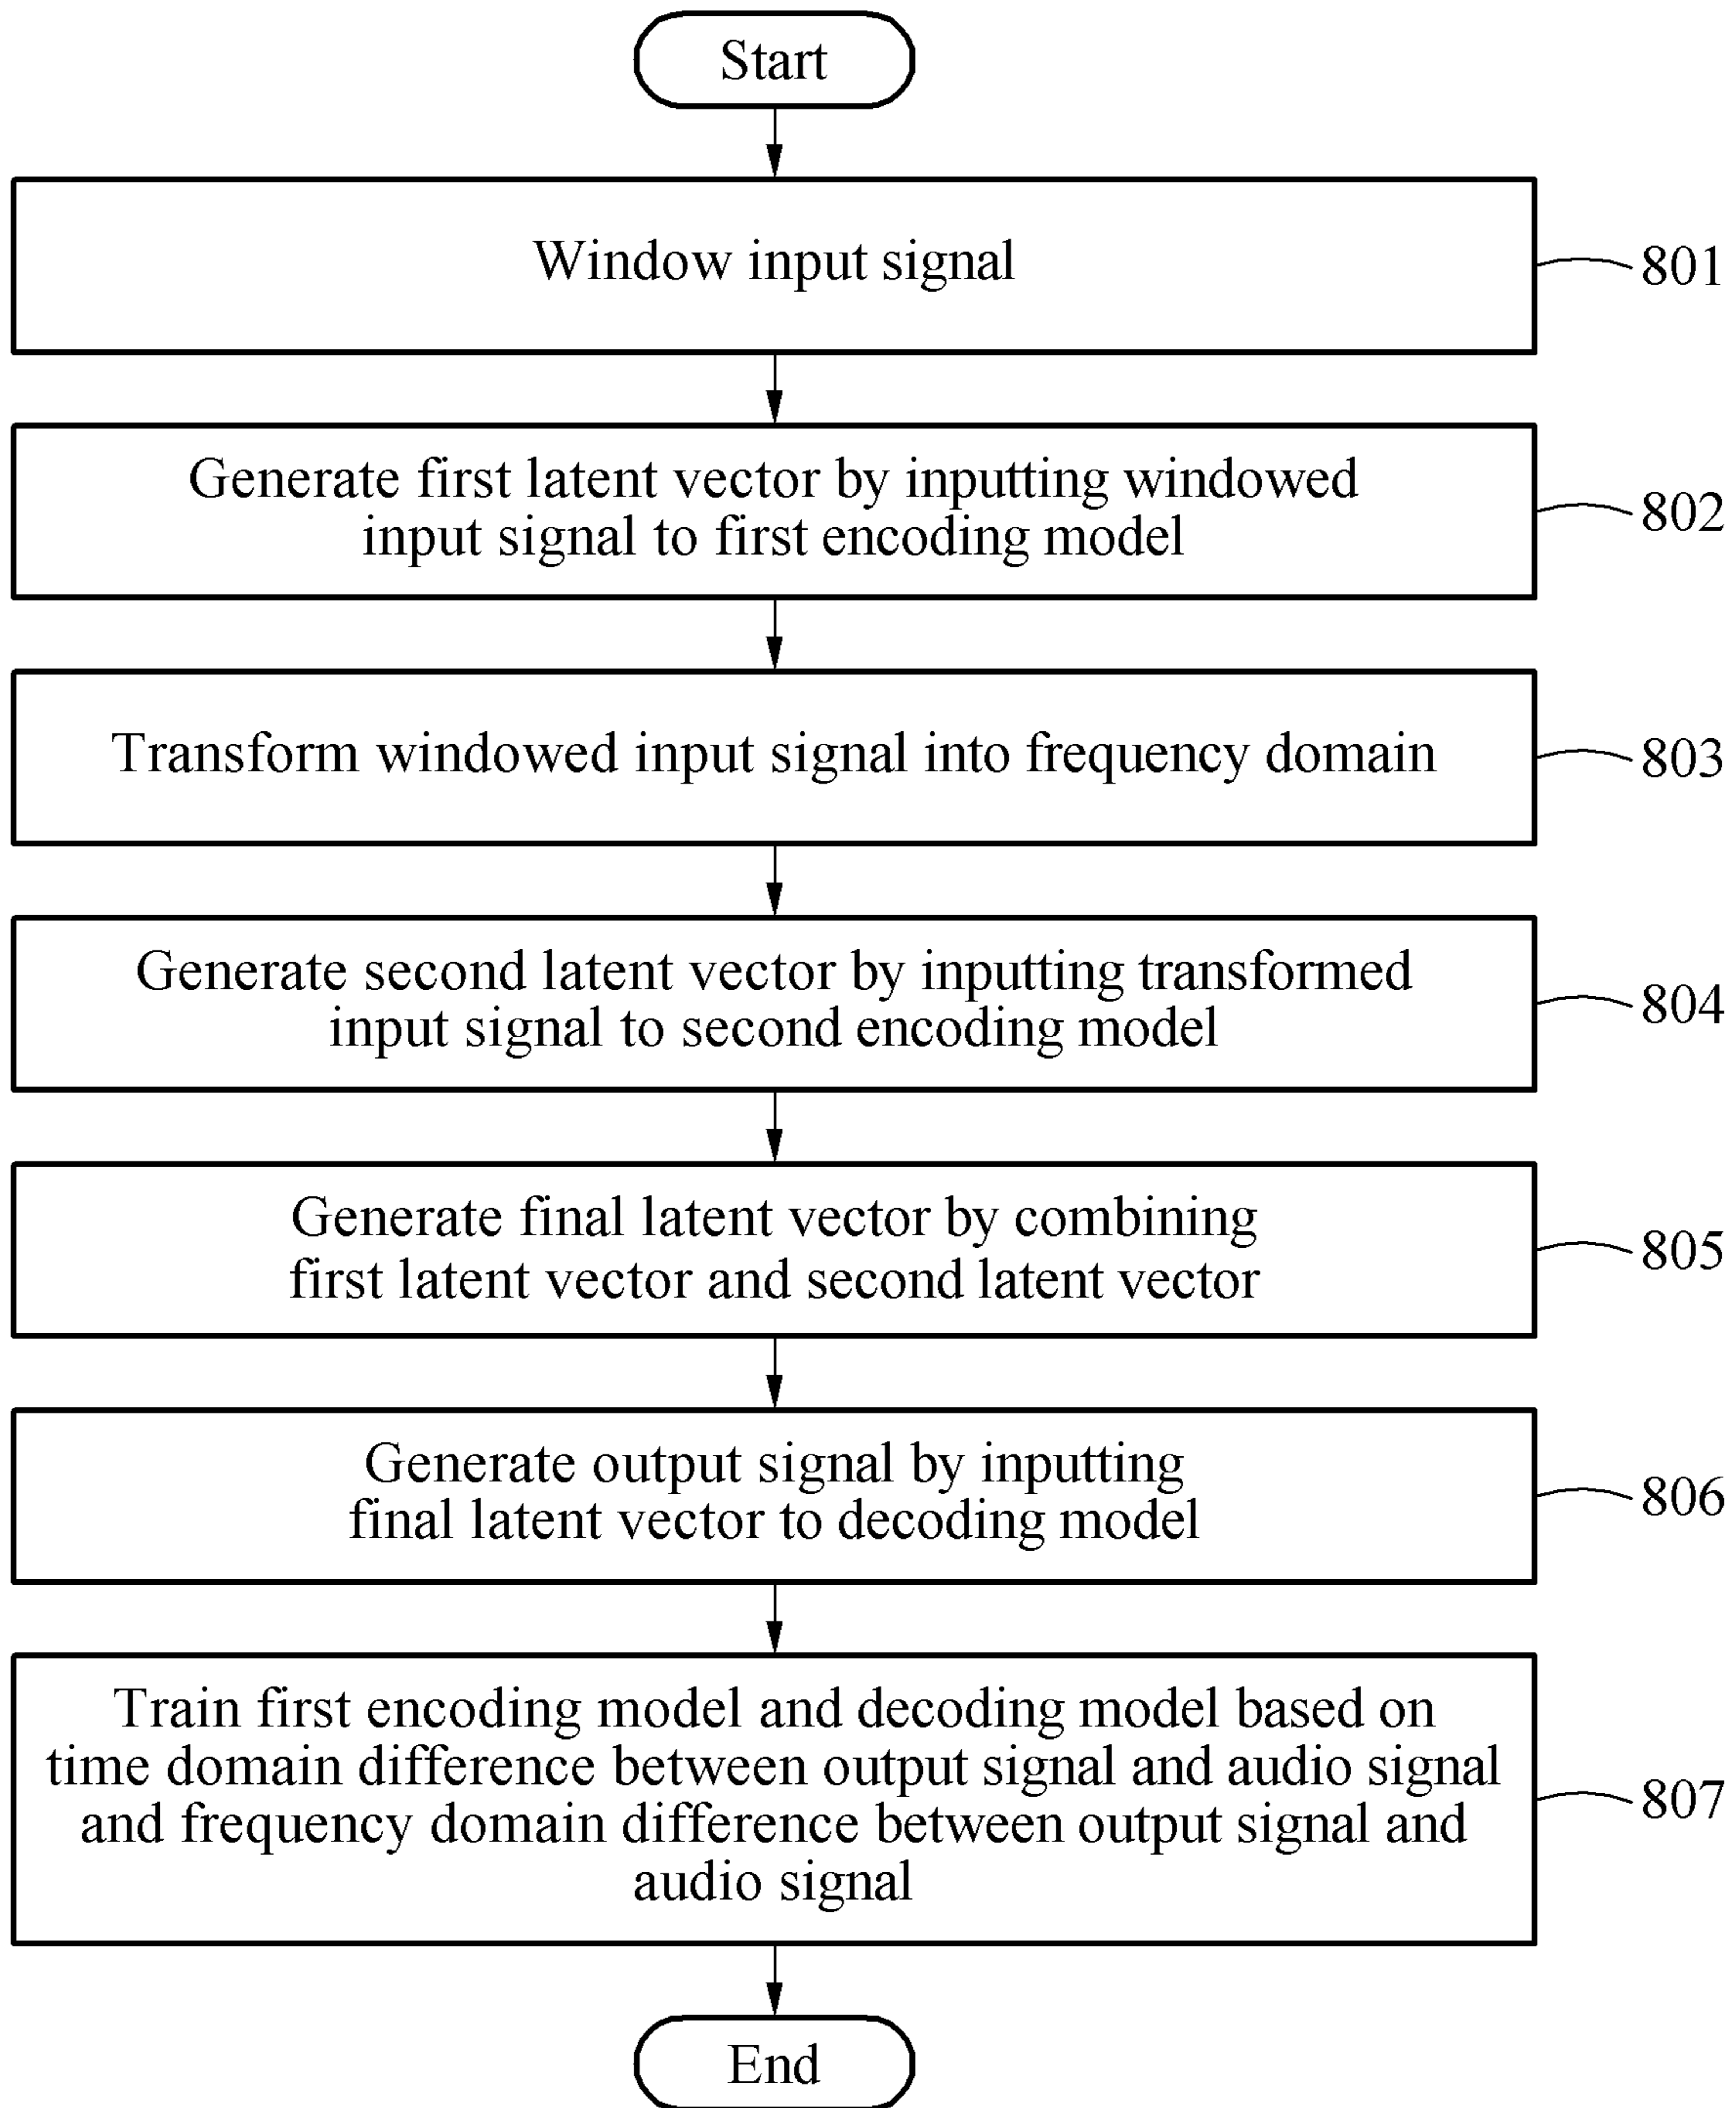 Start
Window input signal
801
Generate first latent vector by inputting windowed
input signal to first encoding model
802
Transform windowed input signal into frequency domain
803
Generate second latent vector by inputting transformed
input signal to second encoding model
804
Generate final latent vector by combining
first latent vector and second latent vector
805
Generate output signal by inputting
final latent vector to decoding model
806
Train first encoding model and decoding model based on
time domain difference between output signal and audio signal
and frequency domain difference between output signal and
audio signal
807
End